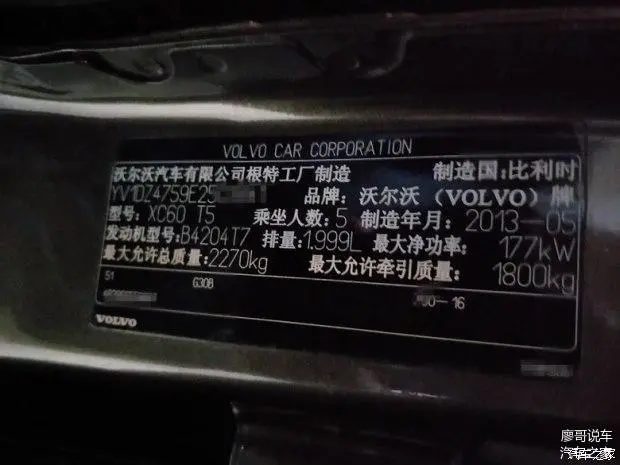 VOLVO CAR CORPORATION
沃尔沃汽车有限公司根特工厂制造 制造国:比利时
YV1DZ4759E25 品牌: 沃尔沃 (VOLVO) 牌
型号: XC60 T5 乘坐人数: 5 制造年月: 2013-05
发动机型号: B4204T7 排量: 1.999L 最大净功率: 177kW
最大允许总质量: 2270kg 最大允许牵引质量: 1800kg
51 G30B
-16
VOLVO
廖哥说车
汽车之家